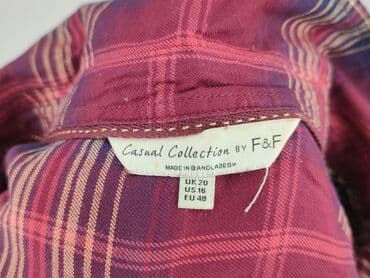 Casual Collection BY F&F
MADE IN BANGLADESH
UK 20
US 16
EU 48